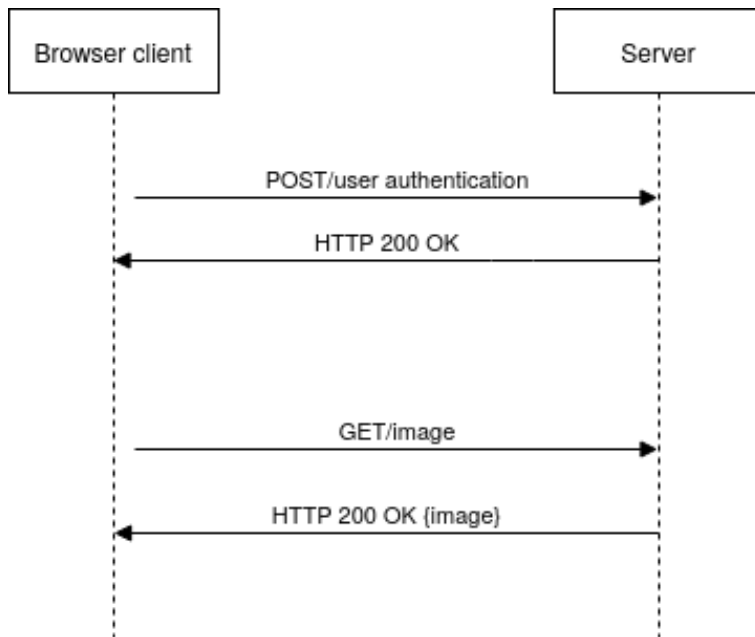 Browser client
Server
POST/user authentication
HTTP 200 OK
GET/image
HTTP 200 OK {image}